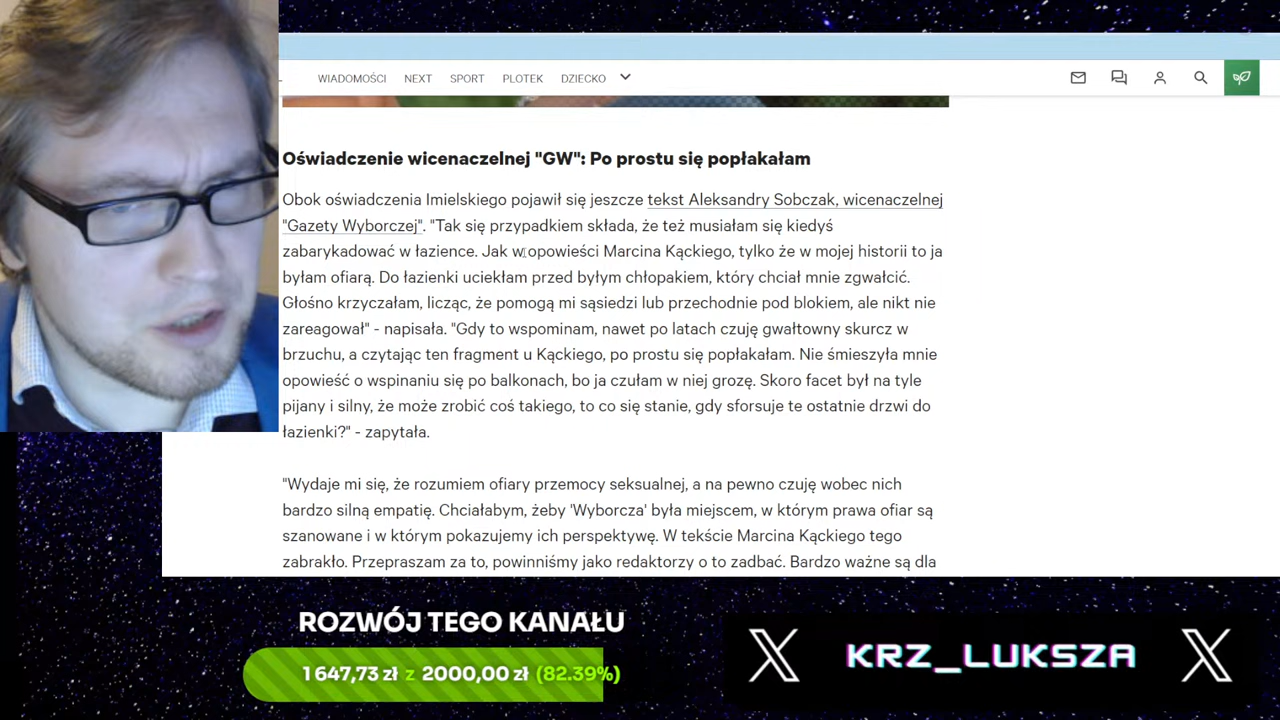 WIADOMOŚCI NEXT SPORT PLOTEK DZIECKO
Oświadczenie wicenaczelnej "GW": Po prostu się popłakałam
Obok oświadczenia Imielskiego pojawił się jeszcze tekst Aleksandry Sobczak, wicenaczelnej
"Gazety Wyborczej". "Tak się przypadkiem składa, że też musiałam się kiedyś
zabarykadować w łazience. Jak w opowieści Marcina Kąckiego, tylko że w mojej historii to ja
byłam ofiarą. Do łazienki uciekłam przed byłym chłopakiem, który chciał mnie zgwałcić.
Głośno krzyczałam, licząc, że pomogą mi sąsiedzi lub przechodnie pod blokiem, ale nikt nie
zareagował" - napisała. "Gdy to wspominam, nawet po latach czuję gwałtowny skurcz w
brzuchu, a czytając ten fragment u Kąckiego, po prostu się popłakałam. Nie śmieszyła mnie
opowieść o wspinaniu się po balkonach, bo ja czułam w niej grozę. Skoro facet był na tyle
pijany i silny, że może zrobić coś takiego, to co się stanie, gdy sforsuje te ostatnie drzwi do
łazienki?" - zapytała.
"Wydaje mi się, że rozumiem ofiary przemocy seksualnej, a na pewno czuję wobec nich
bardzo silną empatię. Chciałabym, żeby 'Wyborcza' była miejscem, w którym prawa ofiar są
szanowane i w którym pokazujemy ich perspektywę. W tekście Marcina Kąckiego tego
zabrakło. Przepraszam za to, powinniśmy jako redaktorzy o to zadbać. Bardzo ważne są dla
ROZWÓJ TEGO KANAŁU
1 647,73 zł z 2000,00 zł (82.39%)
X KRZ_LUKSZA X